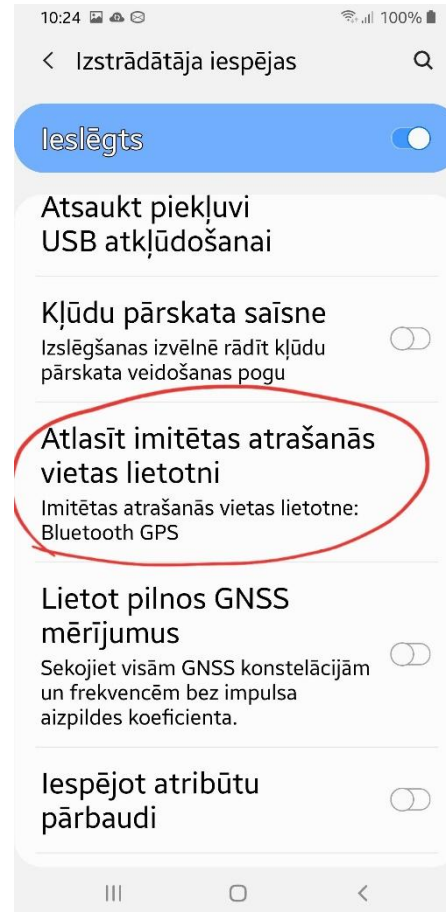 10:24 100%
Izstrādātāja iespējas
Ieslēgts
Atsaukt piekļuvi
USB atkļūdošanai
Kļūdu pārskata saīsne
Izslēgšanas izvēlnē rādīt kļūdu
pārskata veidošanas pogu
Atlasīt imitētas atrašanās
vietas lietotni
Imitētas atrašanās vietas lietotne:
Bluetooth GPS
Lietot pilnos GNSS
mērījumus
Sekojiet visām GNSS konstelācijām
un frekvencēm bez impulsa
aizpildes koeficienta.
Iespējot atribūtu
pārbaudi